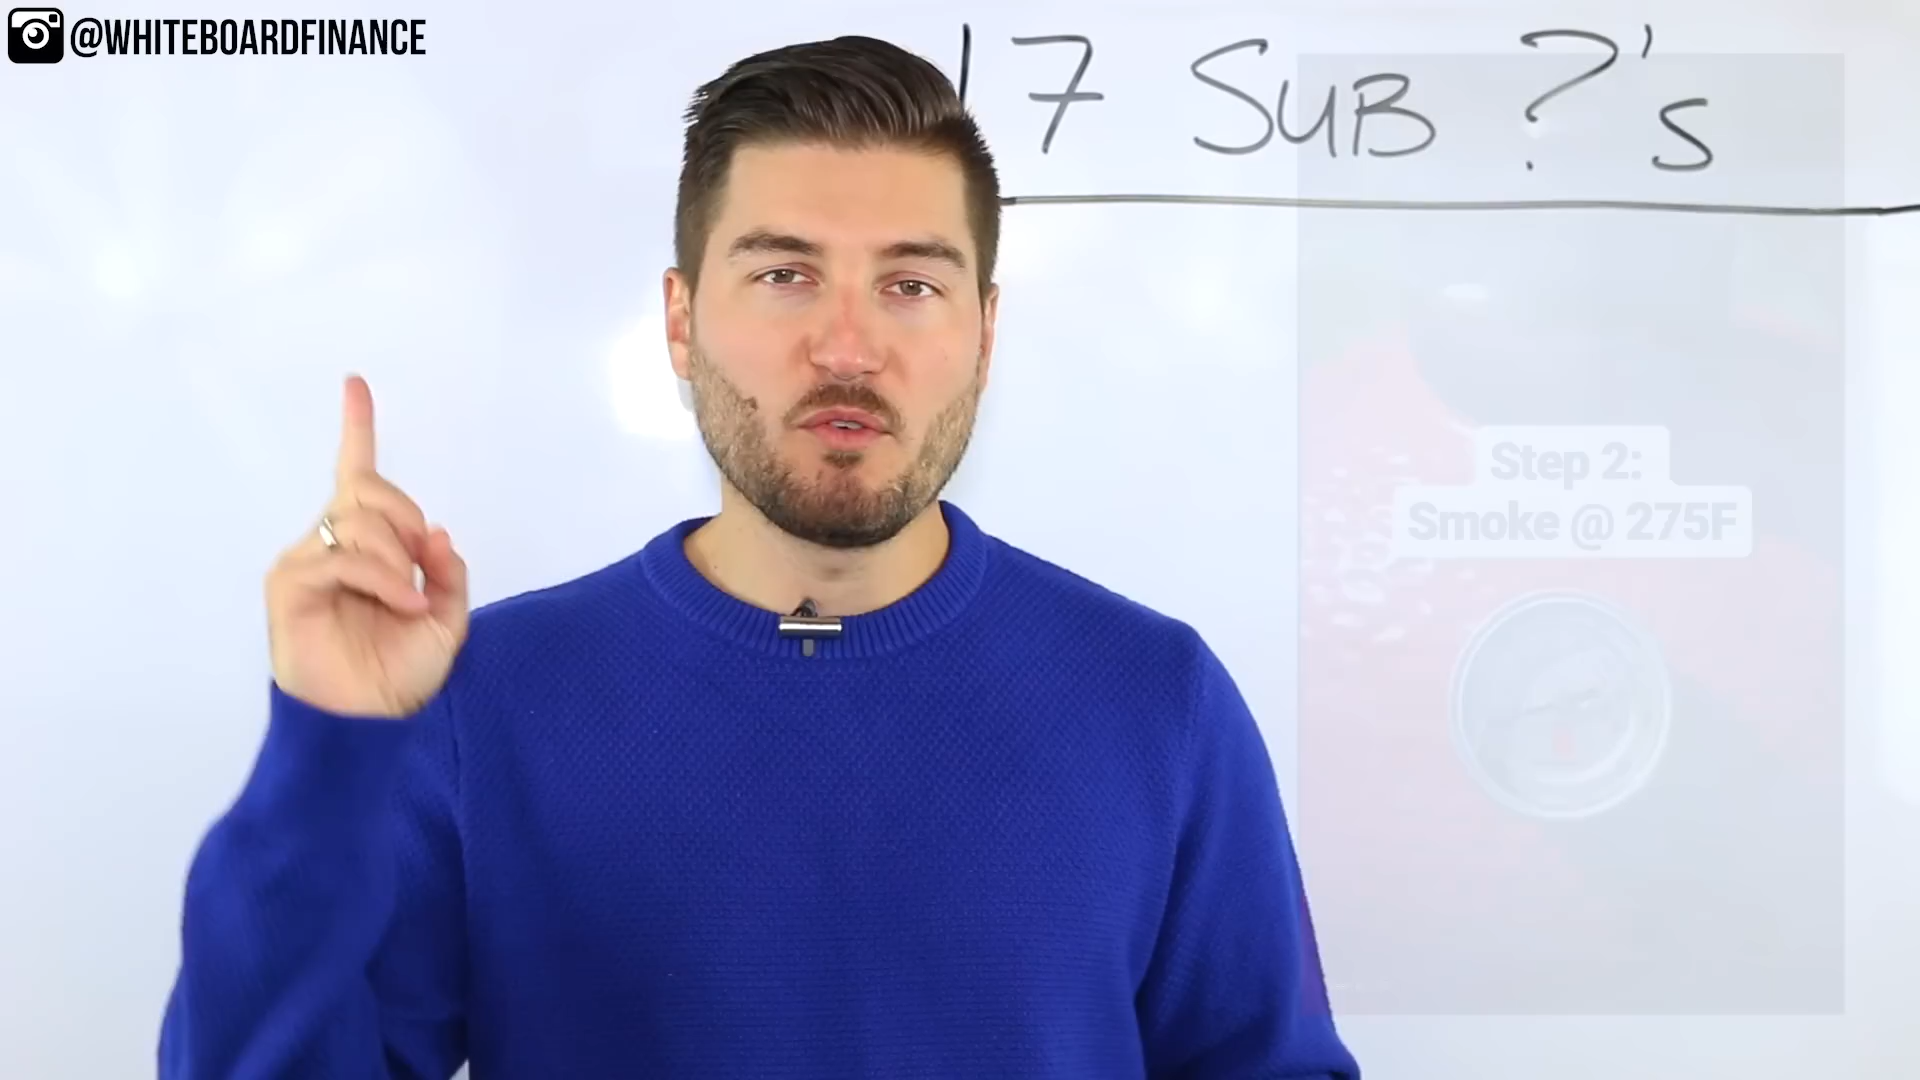 @WHITEBOARDFINANCE
17 SUB ?'s
Step 2:
Smoke @ 275F